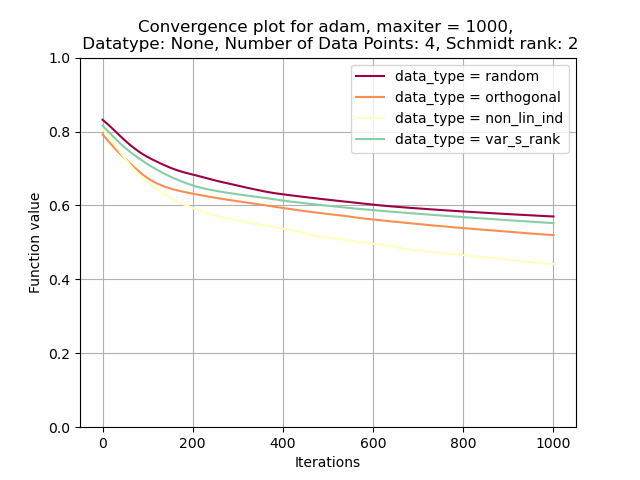 Convergence plot for adam, maxiter = 1000,
Datatype: None, Number of Data Points: 4, Schmidt rank: 2
data_type = random
data_type = orthogonal
data_type = non_lin_ind
data_type = var_s_rank
Function value
1.0
0.8
0.6
0.4
0.2
0.0
0 200 400 600 800 1000
Iterations